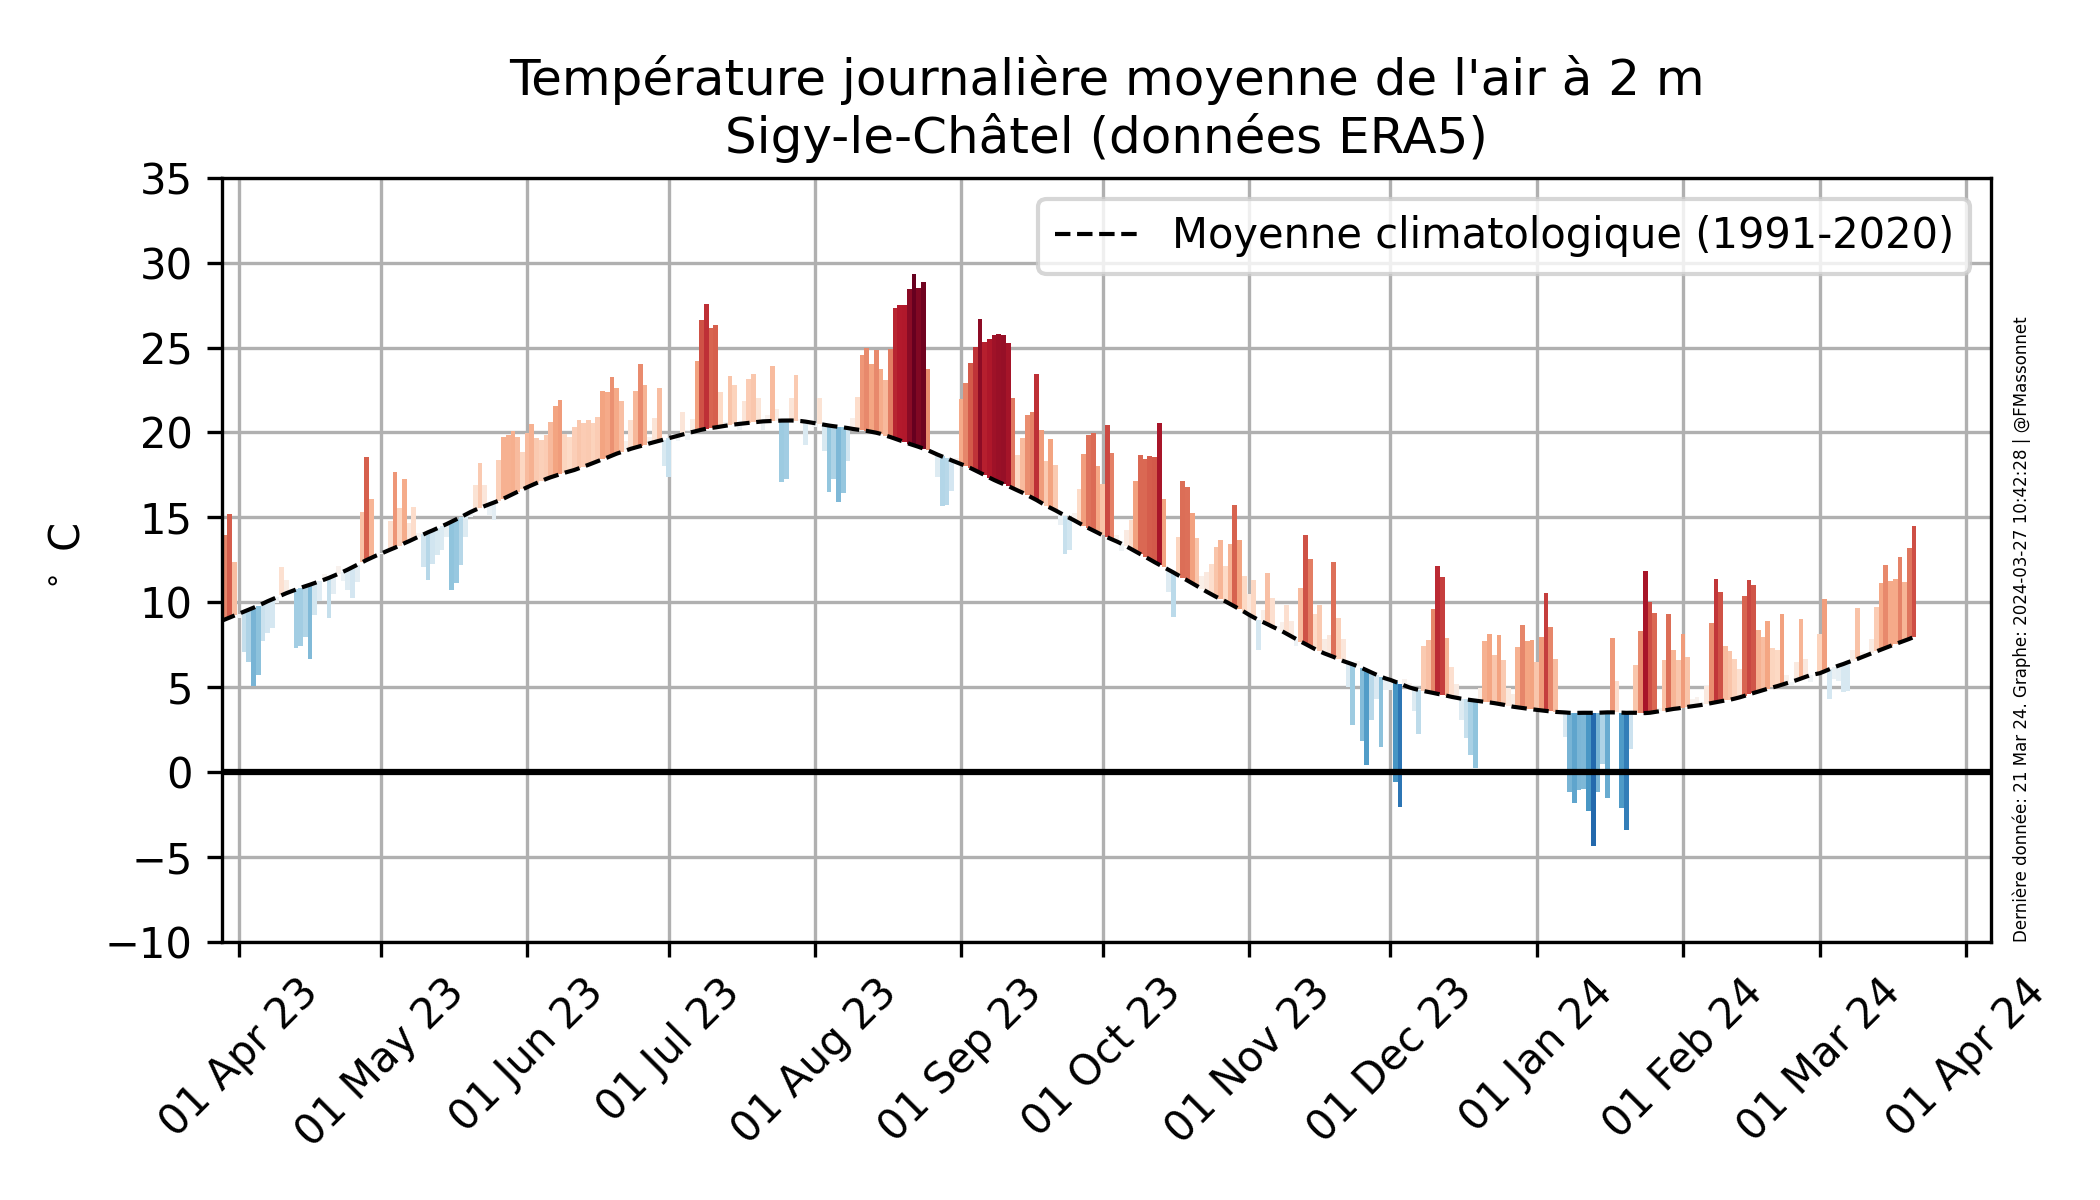 Température journalière moyenne de l'air à 2 m
Sigy-le-Châtel (données ERA5)
35
30
25
20
15
10
5
0
−5
−10
° C
Moyenne climatologique (1991-2020)
01 Apr 23
01 May 23
01 Jun 23
01 Jul 23
01 Aug 23
01 Sep 23
01 Oct 23
01 Nov 23
01 Dec 23
01 Jan 24
01 Feb 24
01 Mar 24
01 Apr 24
Dernière donnée: 21 Mar 24. Graphe: 2024-03-27 10:42:28 | @FMassonnet